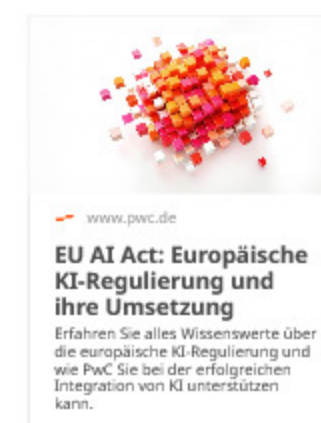 www.pwc.de
EU AI Act: Europäische
KI-Regulierung und
ihre Umsetzung
Erfahren Sie alles Wissenswerte über
die europäische KI-Regulierung und
wie PwC Sie bei der erfolgreichen
Integration von KI unterstützen
kann.